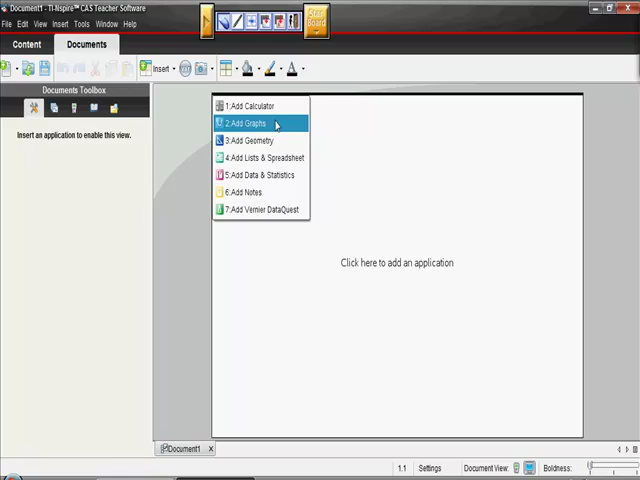 Document1 - TI-Nspire™ CAS Teacher Software
File Edit View Insert Tools Window Help
Star
Board
Content
Documents
Insert
A
Documents Toolbox
Insert an application to enable this view.
1:Add Calculator
2:Add Graphs
3:Add Geometry
4:Add Lists & Spreadsheet
5:Add Data & Statistics
6:Add Notes
7:Add Vernier DataQuest
Click here to add an application
Document1 X
1.1 Settings Document View: Boldness: